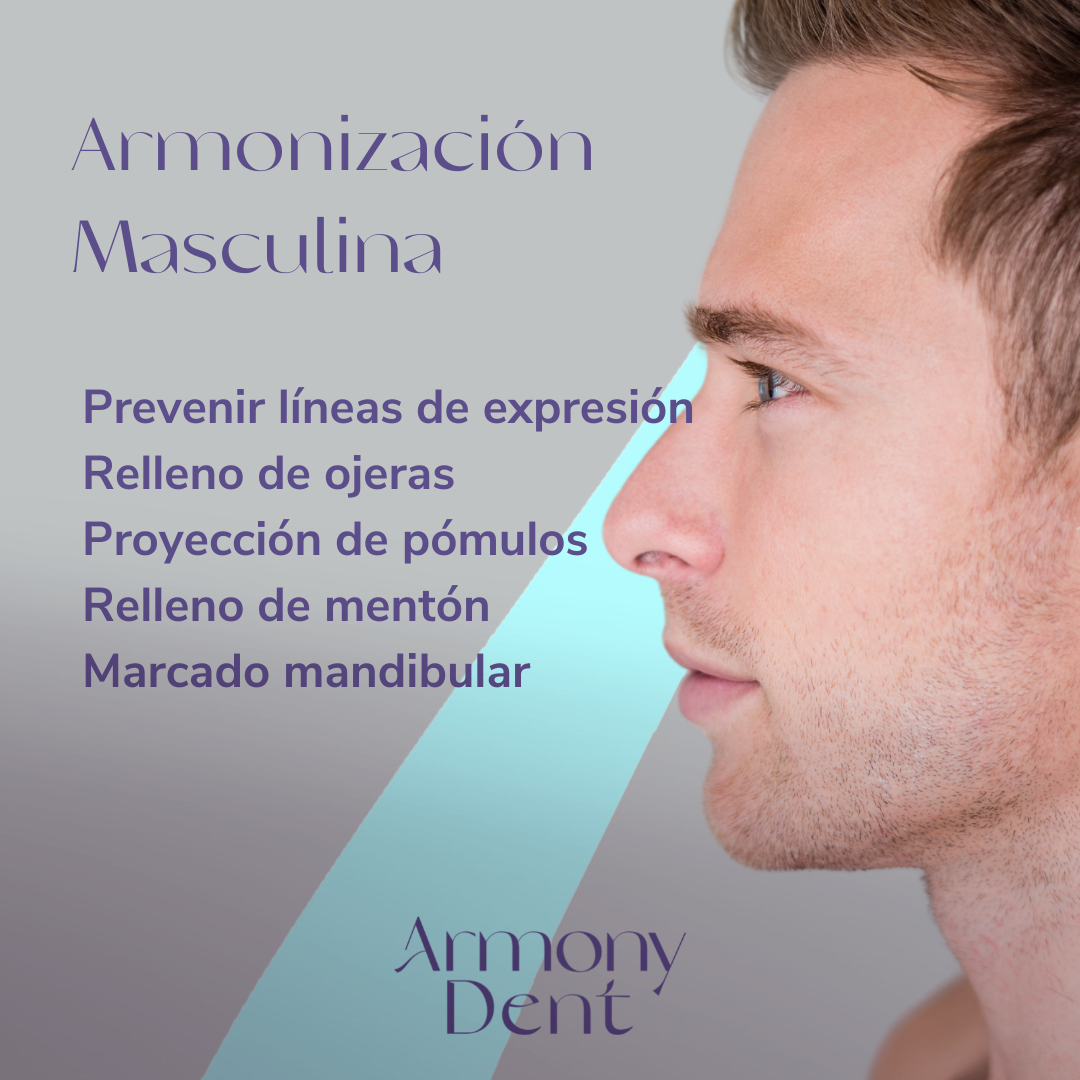 Armonización
Masculina
Prevenir líneas de expresión
Relleno de ojeras
Proyección de pómulos
Relleno de mentón
Marcado mandibular
Armony
Dent